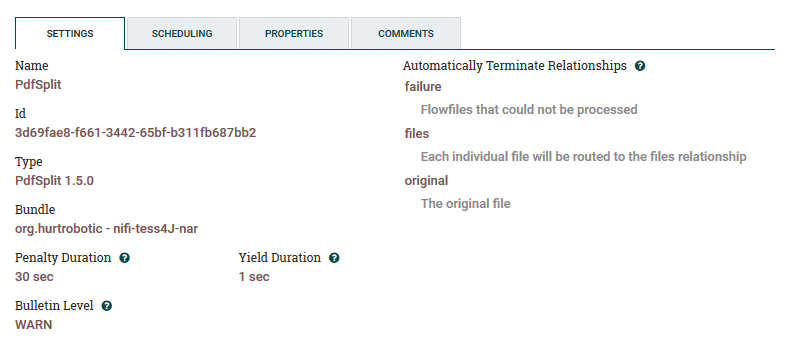 SETTINGS
SCHEDULING
PROPERTIES
COMMENTS
Name
PdfSplit
Id
3d69fae8-f661-3442-65bf-b311fb687bb2
Type
PdfSplit 1.5.0
Bundle
org.hurtrobotic - nifi-tess4J-nar
Penalty Duration
30 sec
Yield Duration
1 sec
Bulletin Level
WARN
Automatically Terminate Relationships
failure
Flowfiles that could not be processed
files
Each individual file will be routed to the files relationship
original
The original file